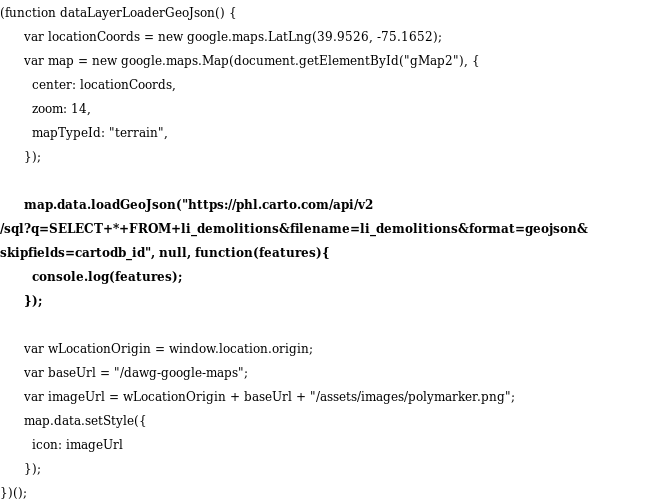 (function dataLayerLoaderGeoJson() {
var locationCoords = new google.maps.LatLng(39.9526, -75.1652);
var map = new google.maps.Map(document.getElementById("gMap2"), {
center: locationCoords,
zoom: 14,
mapTypeId: "terrain",
});
map.data.loadGeoJson("https://phl.carto.com/api/v2
/sql?q=SELECT+*+FROM+li_demolitions&filename=li_demolitions&format=geojson&
skipfields=cartodb_id", null, function(features){
console.log(features);
});
var wLocationOrigin = window.location.origin;
var baseUrl = "/dawg-google-maps";
var imageUrl = wLocationOrigin + baseUrl + "/assets/images/polymarker.png";
map.data.setStyle({
icon: imageUrl
});
})();